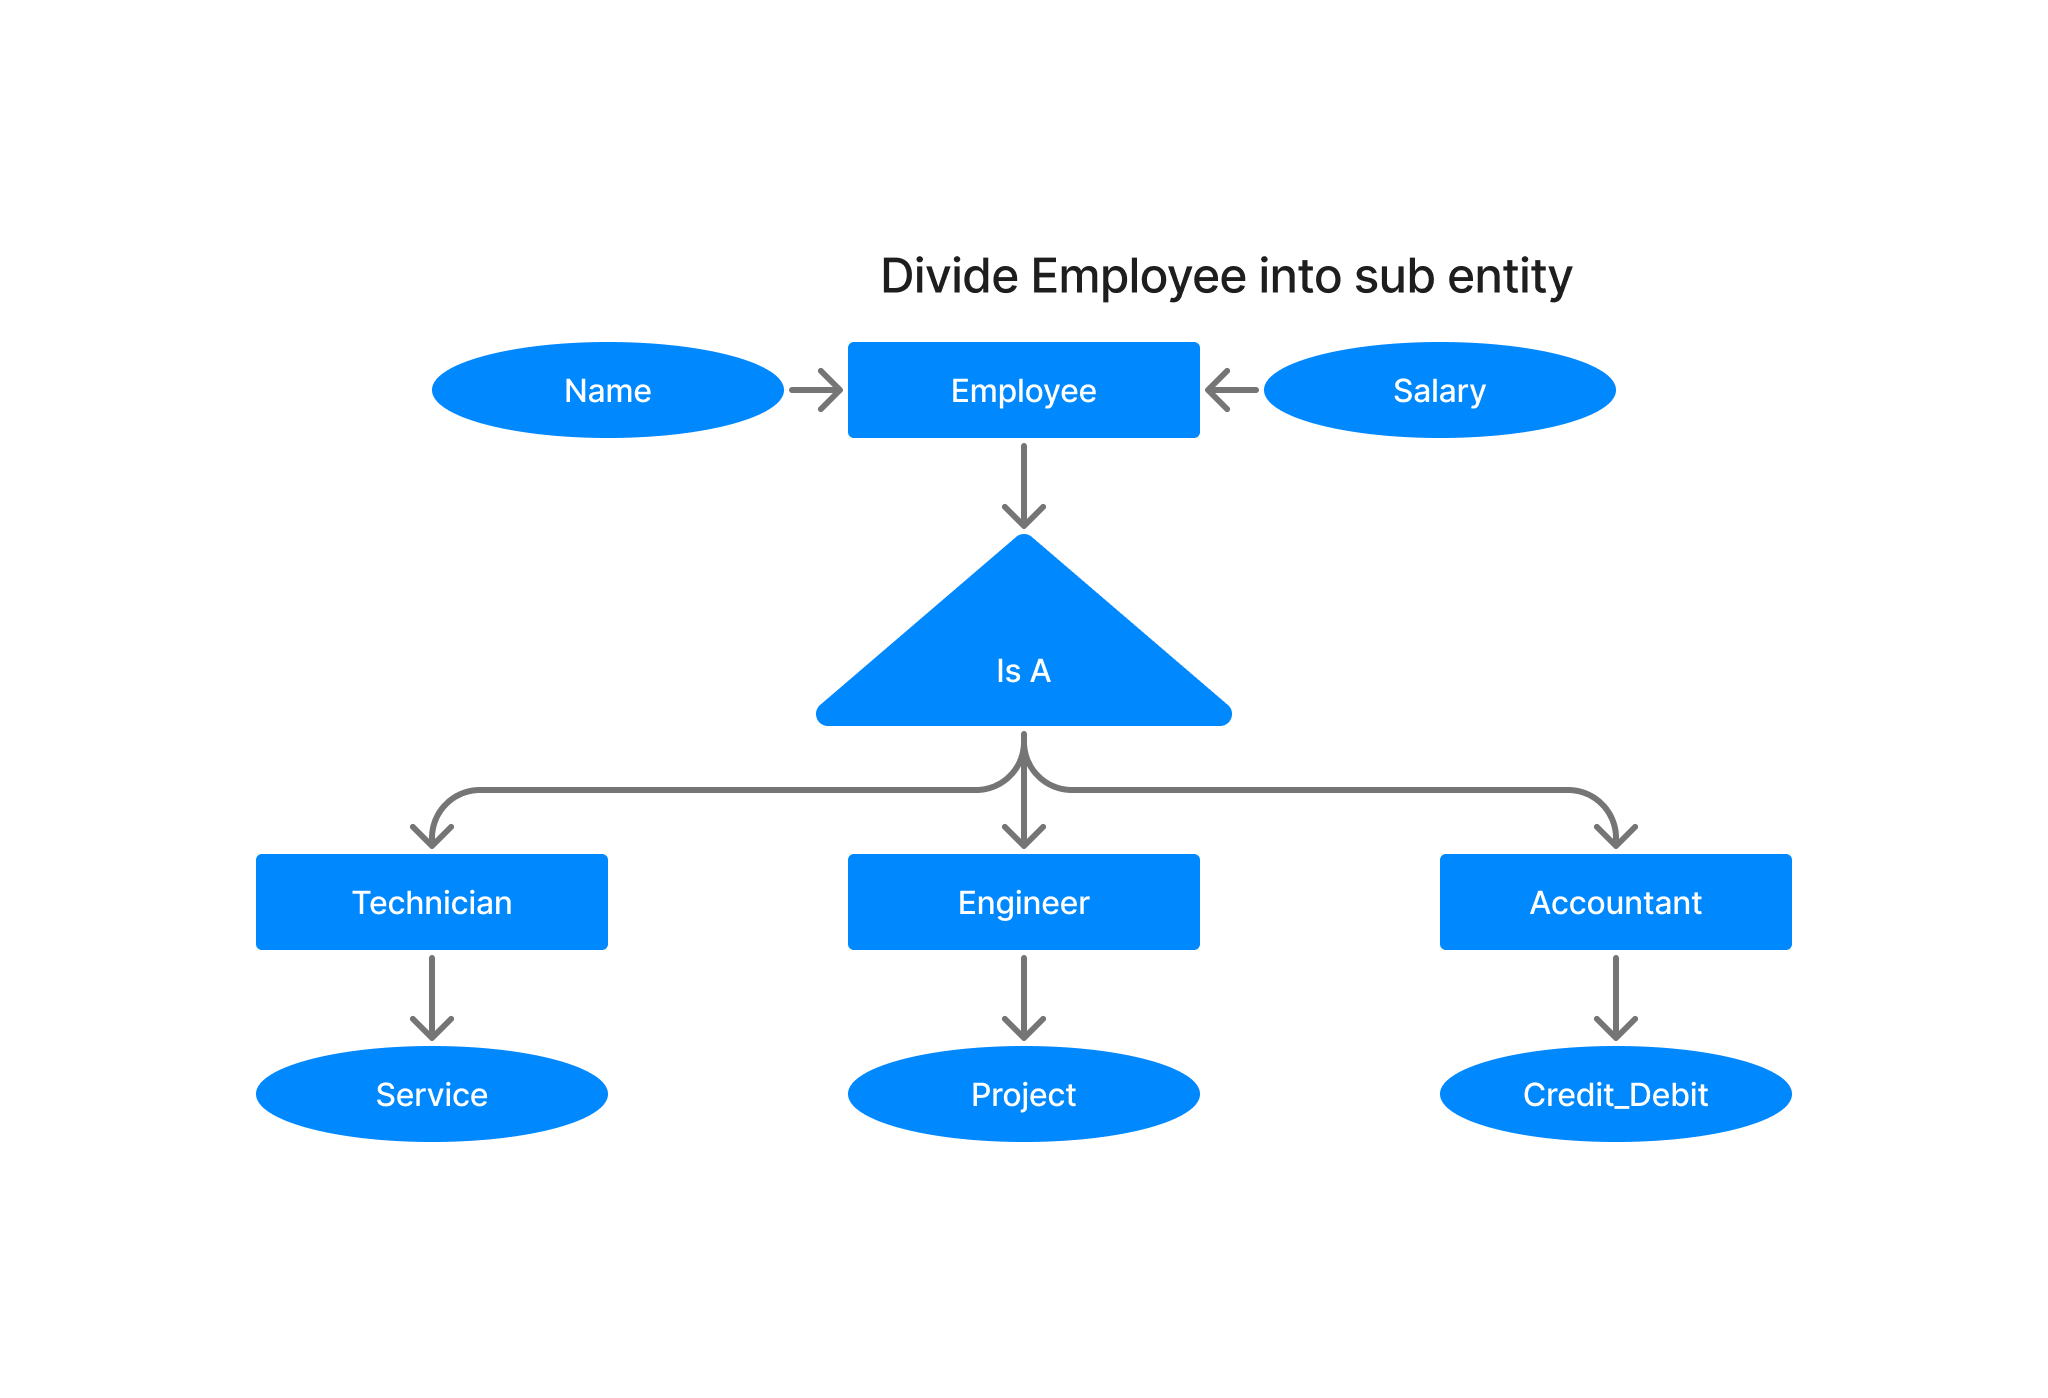 Divide Employee into sub entity
Name
Employee
Salary
Is A
Technician
Engineer
Accountant
Service
Project
Credit_Debit